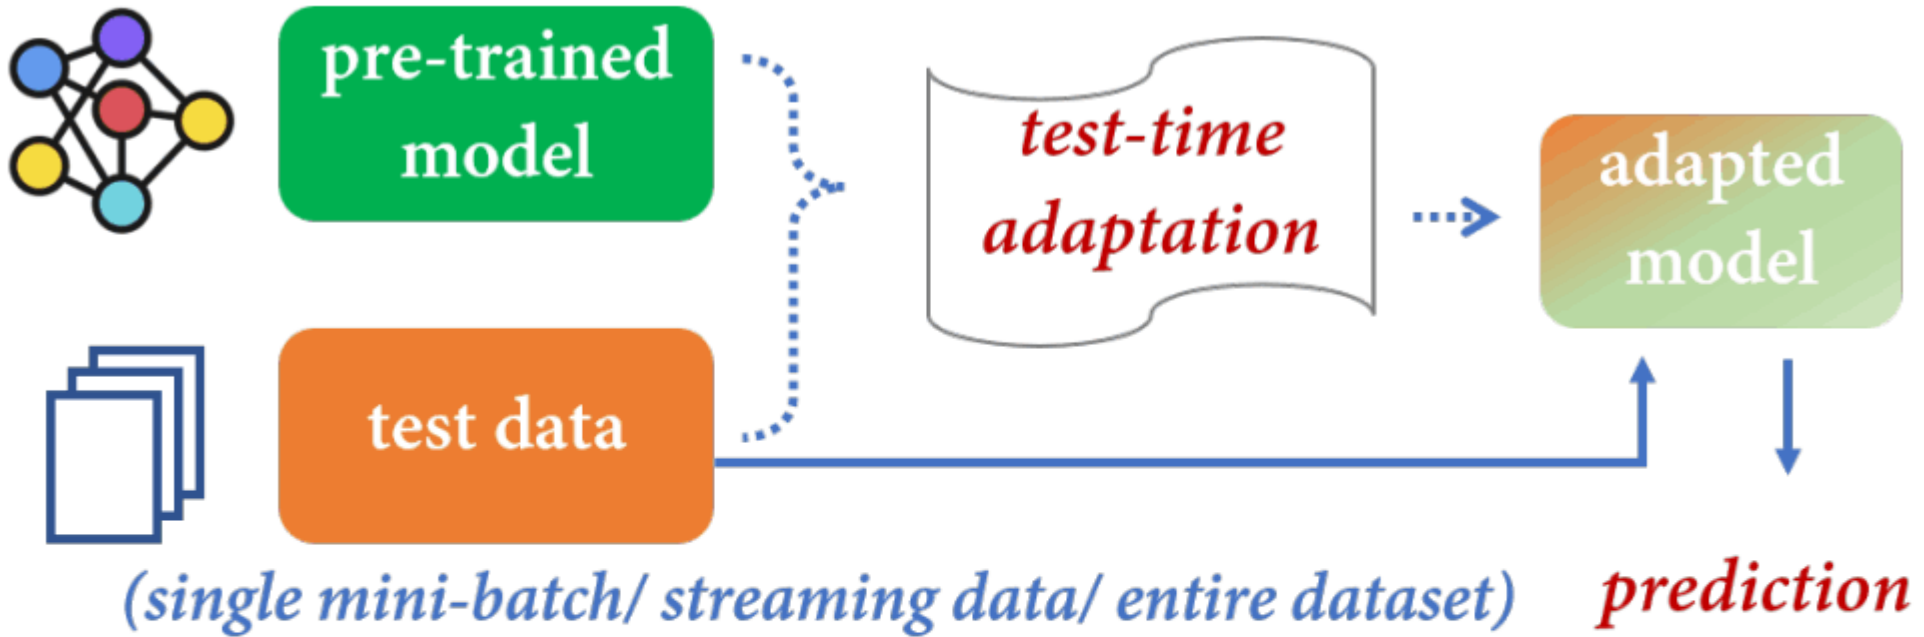 pre-trained
model
test-time
adaptation
adapted
model
test data
(single mini-batch/ streaming data/ entire dataset)
prediction